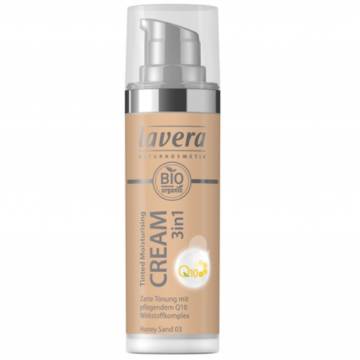 lavera
NATURKOSMETIK
BIO
organic
Tinted Moisturising
CREAM
3in1
Q10
Zarte Tönung mit
pflegendem Q10
Wirkstoffkomplex
Honey Sand 03